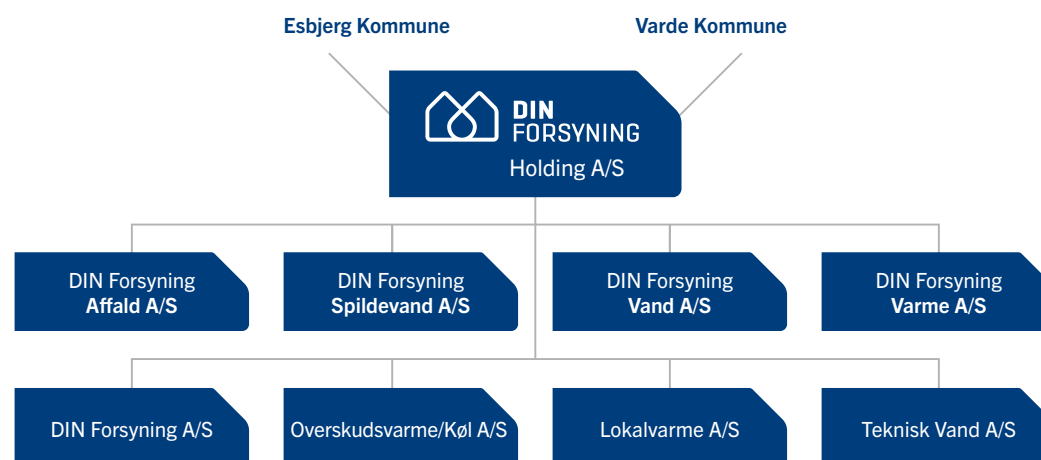 Esbjerg Kommune
Varde Kommune
DIN
FORSYNING
Holding A/S
DIN Forsyning
Affald A/S
DIN Forsyning
Spildevand A/S
DIN Forsyning
Vand A/S
DIN Forsyning
Varme A/S
DIN Forsyning A/S
Overskudsvarme/Køl A/S
Lokalvarme A/S
Teknisk Vand A/S